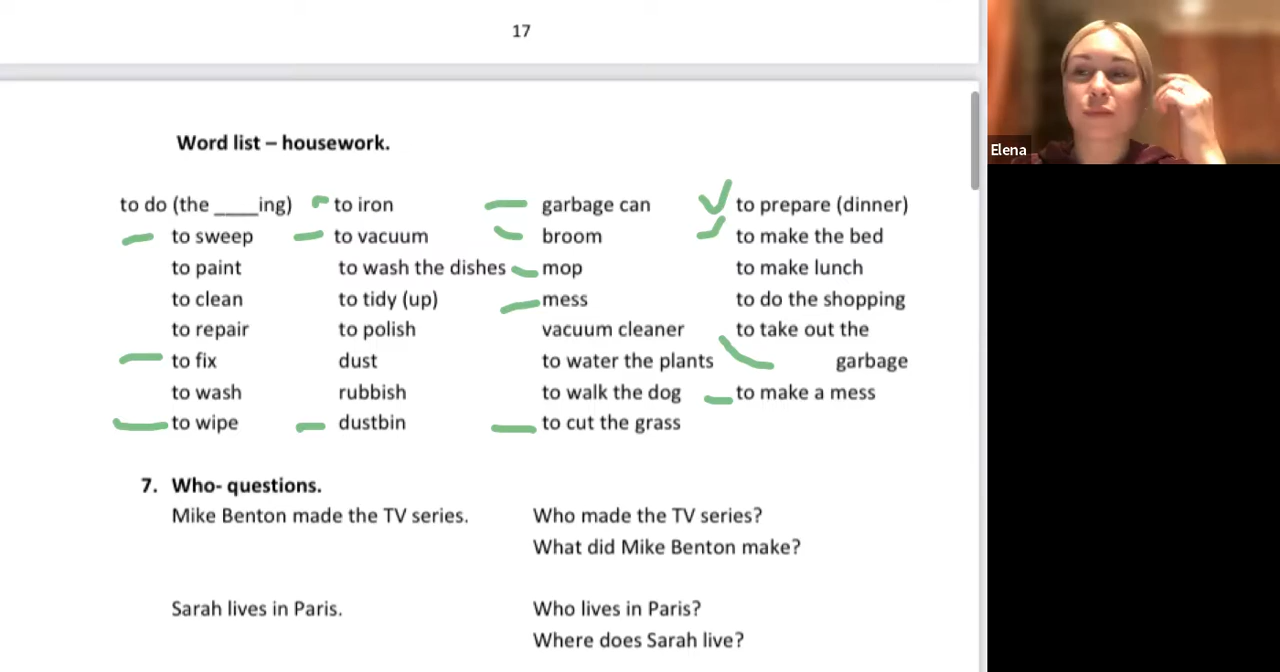 17
Word list – housework.
to do (the ____ing) to iron garbage can to prepare (dinner)
to sweep to vacuum broom to make the bed
to paint to wash the dishes mop to make lunch
to clean to tidy (up) mess to do the shopping
to repair to polish vacuum cleaner to take out the
to fix dust to water the plants garbage
to wash rubbish to walk the dog to make a mess
to wipe dustbin to cut the grass
7. Who- questions.
Mike Benton made the TV series. Who made the TV series?
What did Mike Benton make?
Sarah lives in Paris. Who lives in Paris?
Where does Sarah live?
Elena